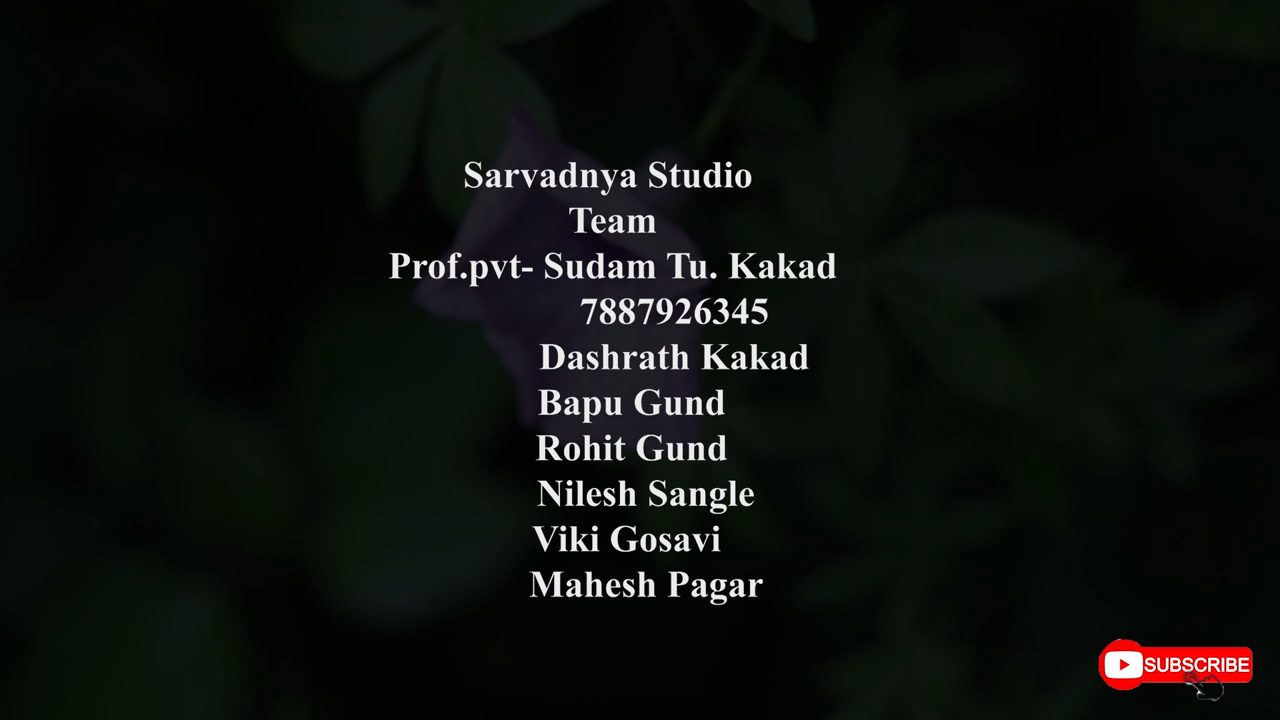 Sarvadnya Studio
Team
Prof.pvt- Sudam Tu. Kakad
7887926345
Dashrath Kakad
Bapu Gund
Rohit Gund
Nilesh Sangle
Viki Gosavi
Mahesh Pagar
SUBSCRIBE